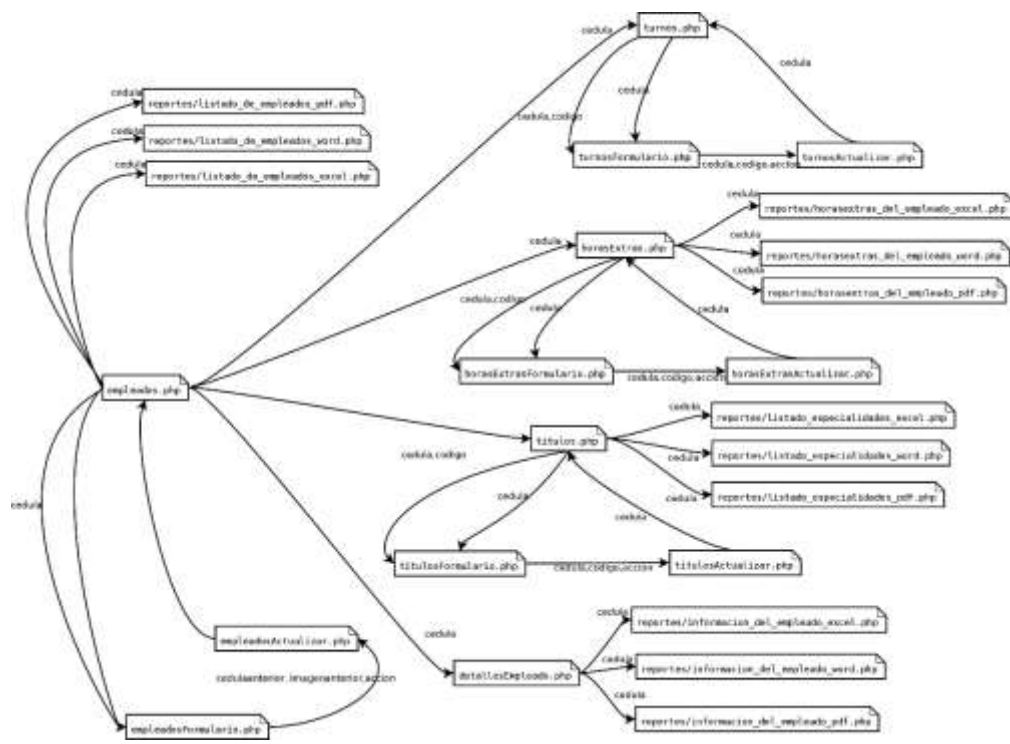 cedula
turnos.php
cedula
cedula
reportes/listado_de_empleados_pdf.php
cedula
cedula
reportes/listado_de_empleados_word.php
cedula,codigo
cedula
reportes/listado_de_empleados_excel.php
turnosFormulario.php
cedula,codigo,accion
turnosActualizar.php
cedula
reportes/horasextras_del_empleado_excel.php
cedula
horasExtras.php
cedula
reportes/horasextras_del_empleado_word.php
cedula
reportes/horasextras_del_empleado_pdf.php
cedula,codigo
cedula
cedula
horasExtrasFormulario.php
cedula,codigo,accion
horasExtrasActualizar.php
empleados.php
cedula
reportes/listado_especialidades_excel.php
titulos.php
cedula,codigo
cedula
reportes/listado_especialidades_word.php
cedula
cedula
reportes/listado_especialidades_pdf.php
cedula
cedula
titulosFormulario.php
cedula,codigo,accion
titulosActualizar.php
cedula
reportes/informacion_del_empleado_excel.php
empleadosActualizar.php
cedula
detallesEmpleado.php
cedula
reportes/informacion_del_empleado_word.php
cedulaanterior,imagenanterior,accion
cedula
reportes/informacion_del_empleado_pdf.php
empleadosFormulario.php